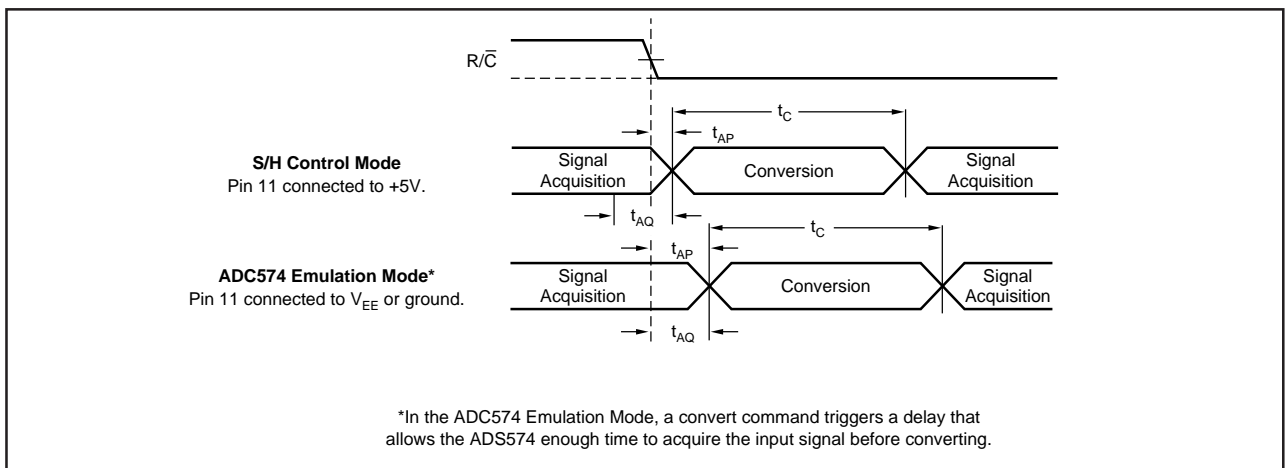 R/C̅
t_C
t_AP
S/H Control Mode
Pin 11 connected to +5V.
Signal
Acquisition
Conversion
Signal
Acquisition
t_AQ
t_C
t_AP
ADC574 Emulation Mode*
Pin 11 connected to V_EE or ground.
Signal
Acquisition
Conversion
Signal
Acquisition
t_AQ
*In the ADC574 Emulation Mode, a convert command triggers a delay that
allows the ADS574 enough time to acquire the input signal before converting.